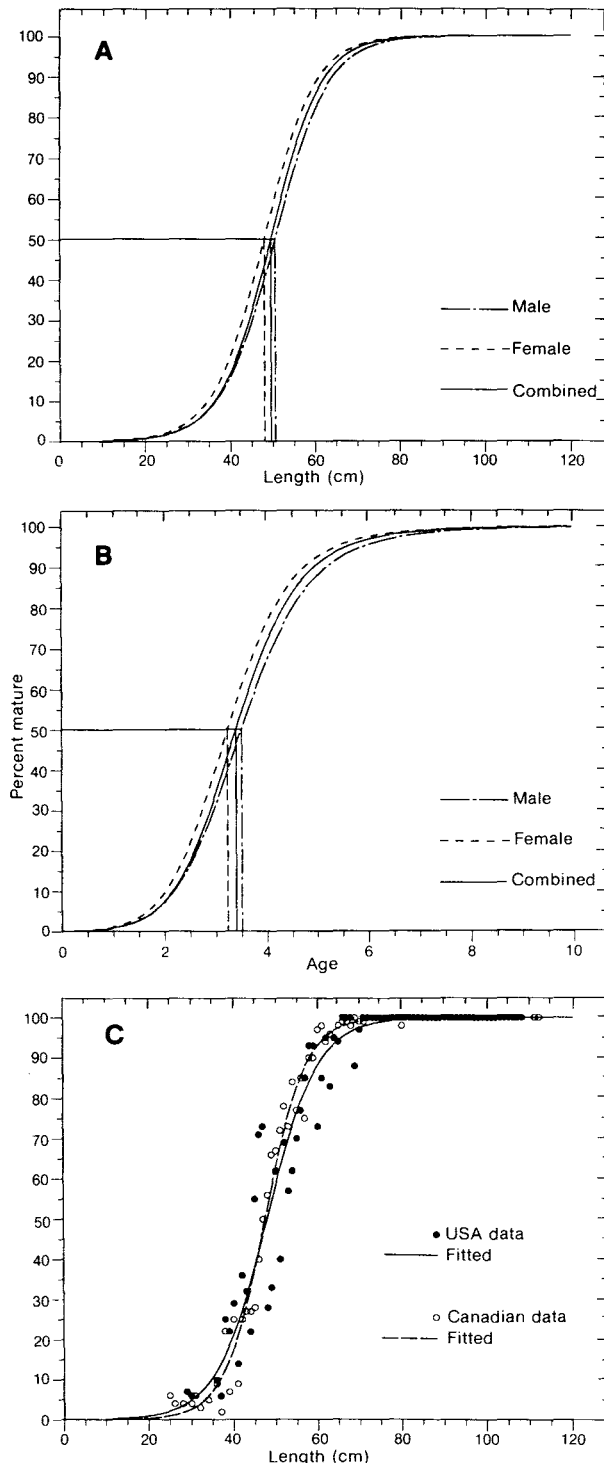 A
100
90
80
70
60
50
40
30
20
10
0
Male
Female
Combined
0 20 40 60 80 100 120
Length (cm)
B
100
90
80
70
60
50
40
30
20
10
0
Percent mature
Male
Female
Combined
0 2 4 6 8 10
Age
C
100
90
80
70
60
50
40
30
20
10
0
USA data
Fitted
Canadian data
Fitted
0 20 40 60 80 100 120
Length (cm)